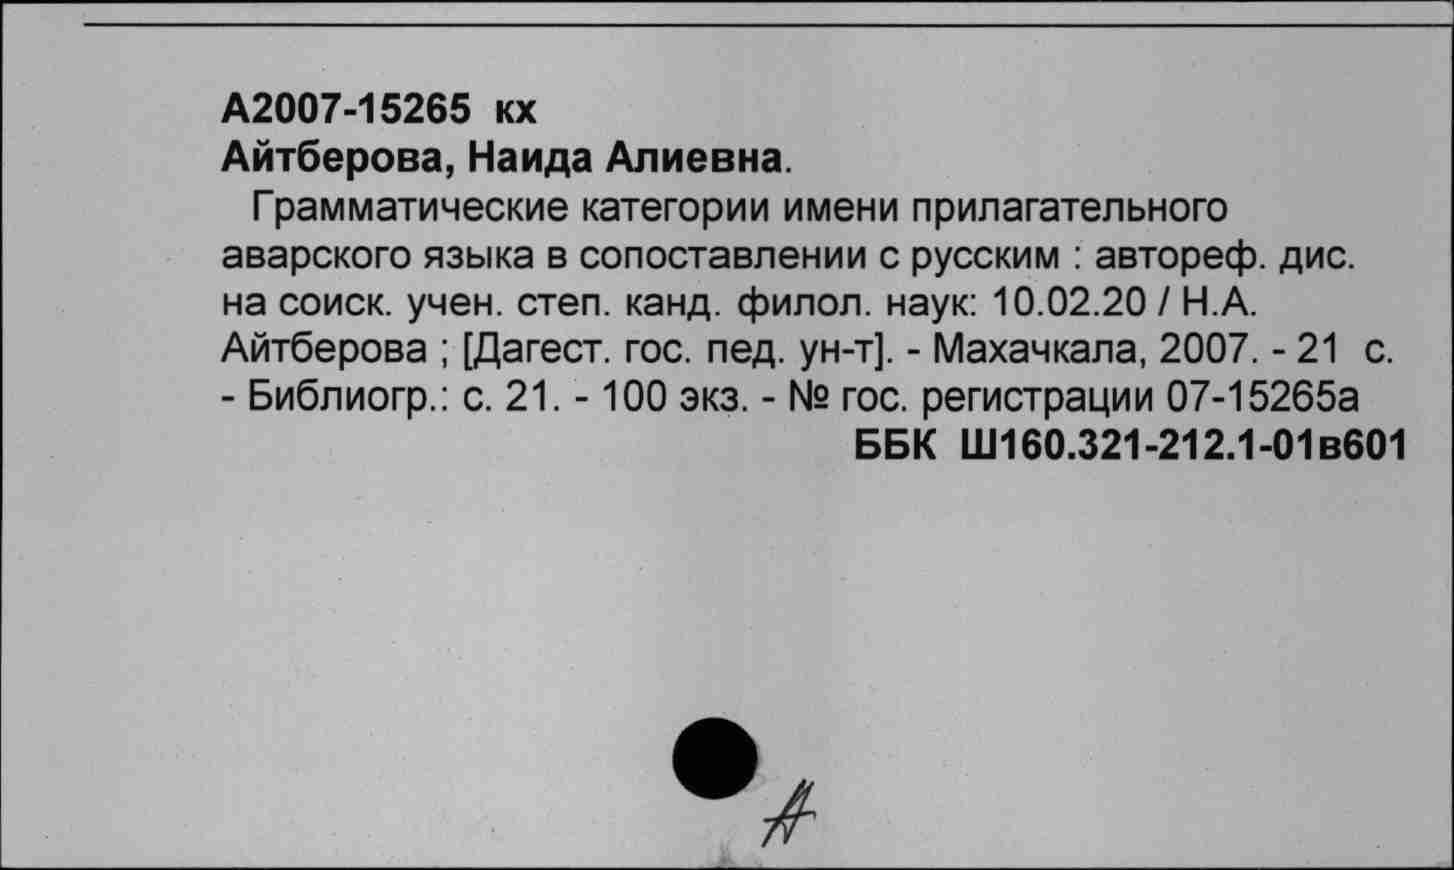 А2007-15265 кх
Айтберова, Наида Алиевна.
Грамматические категории имени прилагательного
аварского языка в сопоставлении с русским : автореф. дис.
на соиск. учен. степ. канд. филол. наук: 10.02.20 / Н.А.
Айтберова ; [Дагест. гос. пед. ун-т]. - Махачкала, 2007. - 21 с.
- Библиогр.: с. 21. - 100 экз. - № гос. регистрации 07-15265а
ББК Ш160.321-212.1-01в601
А